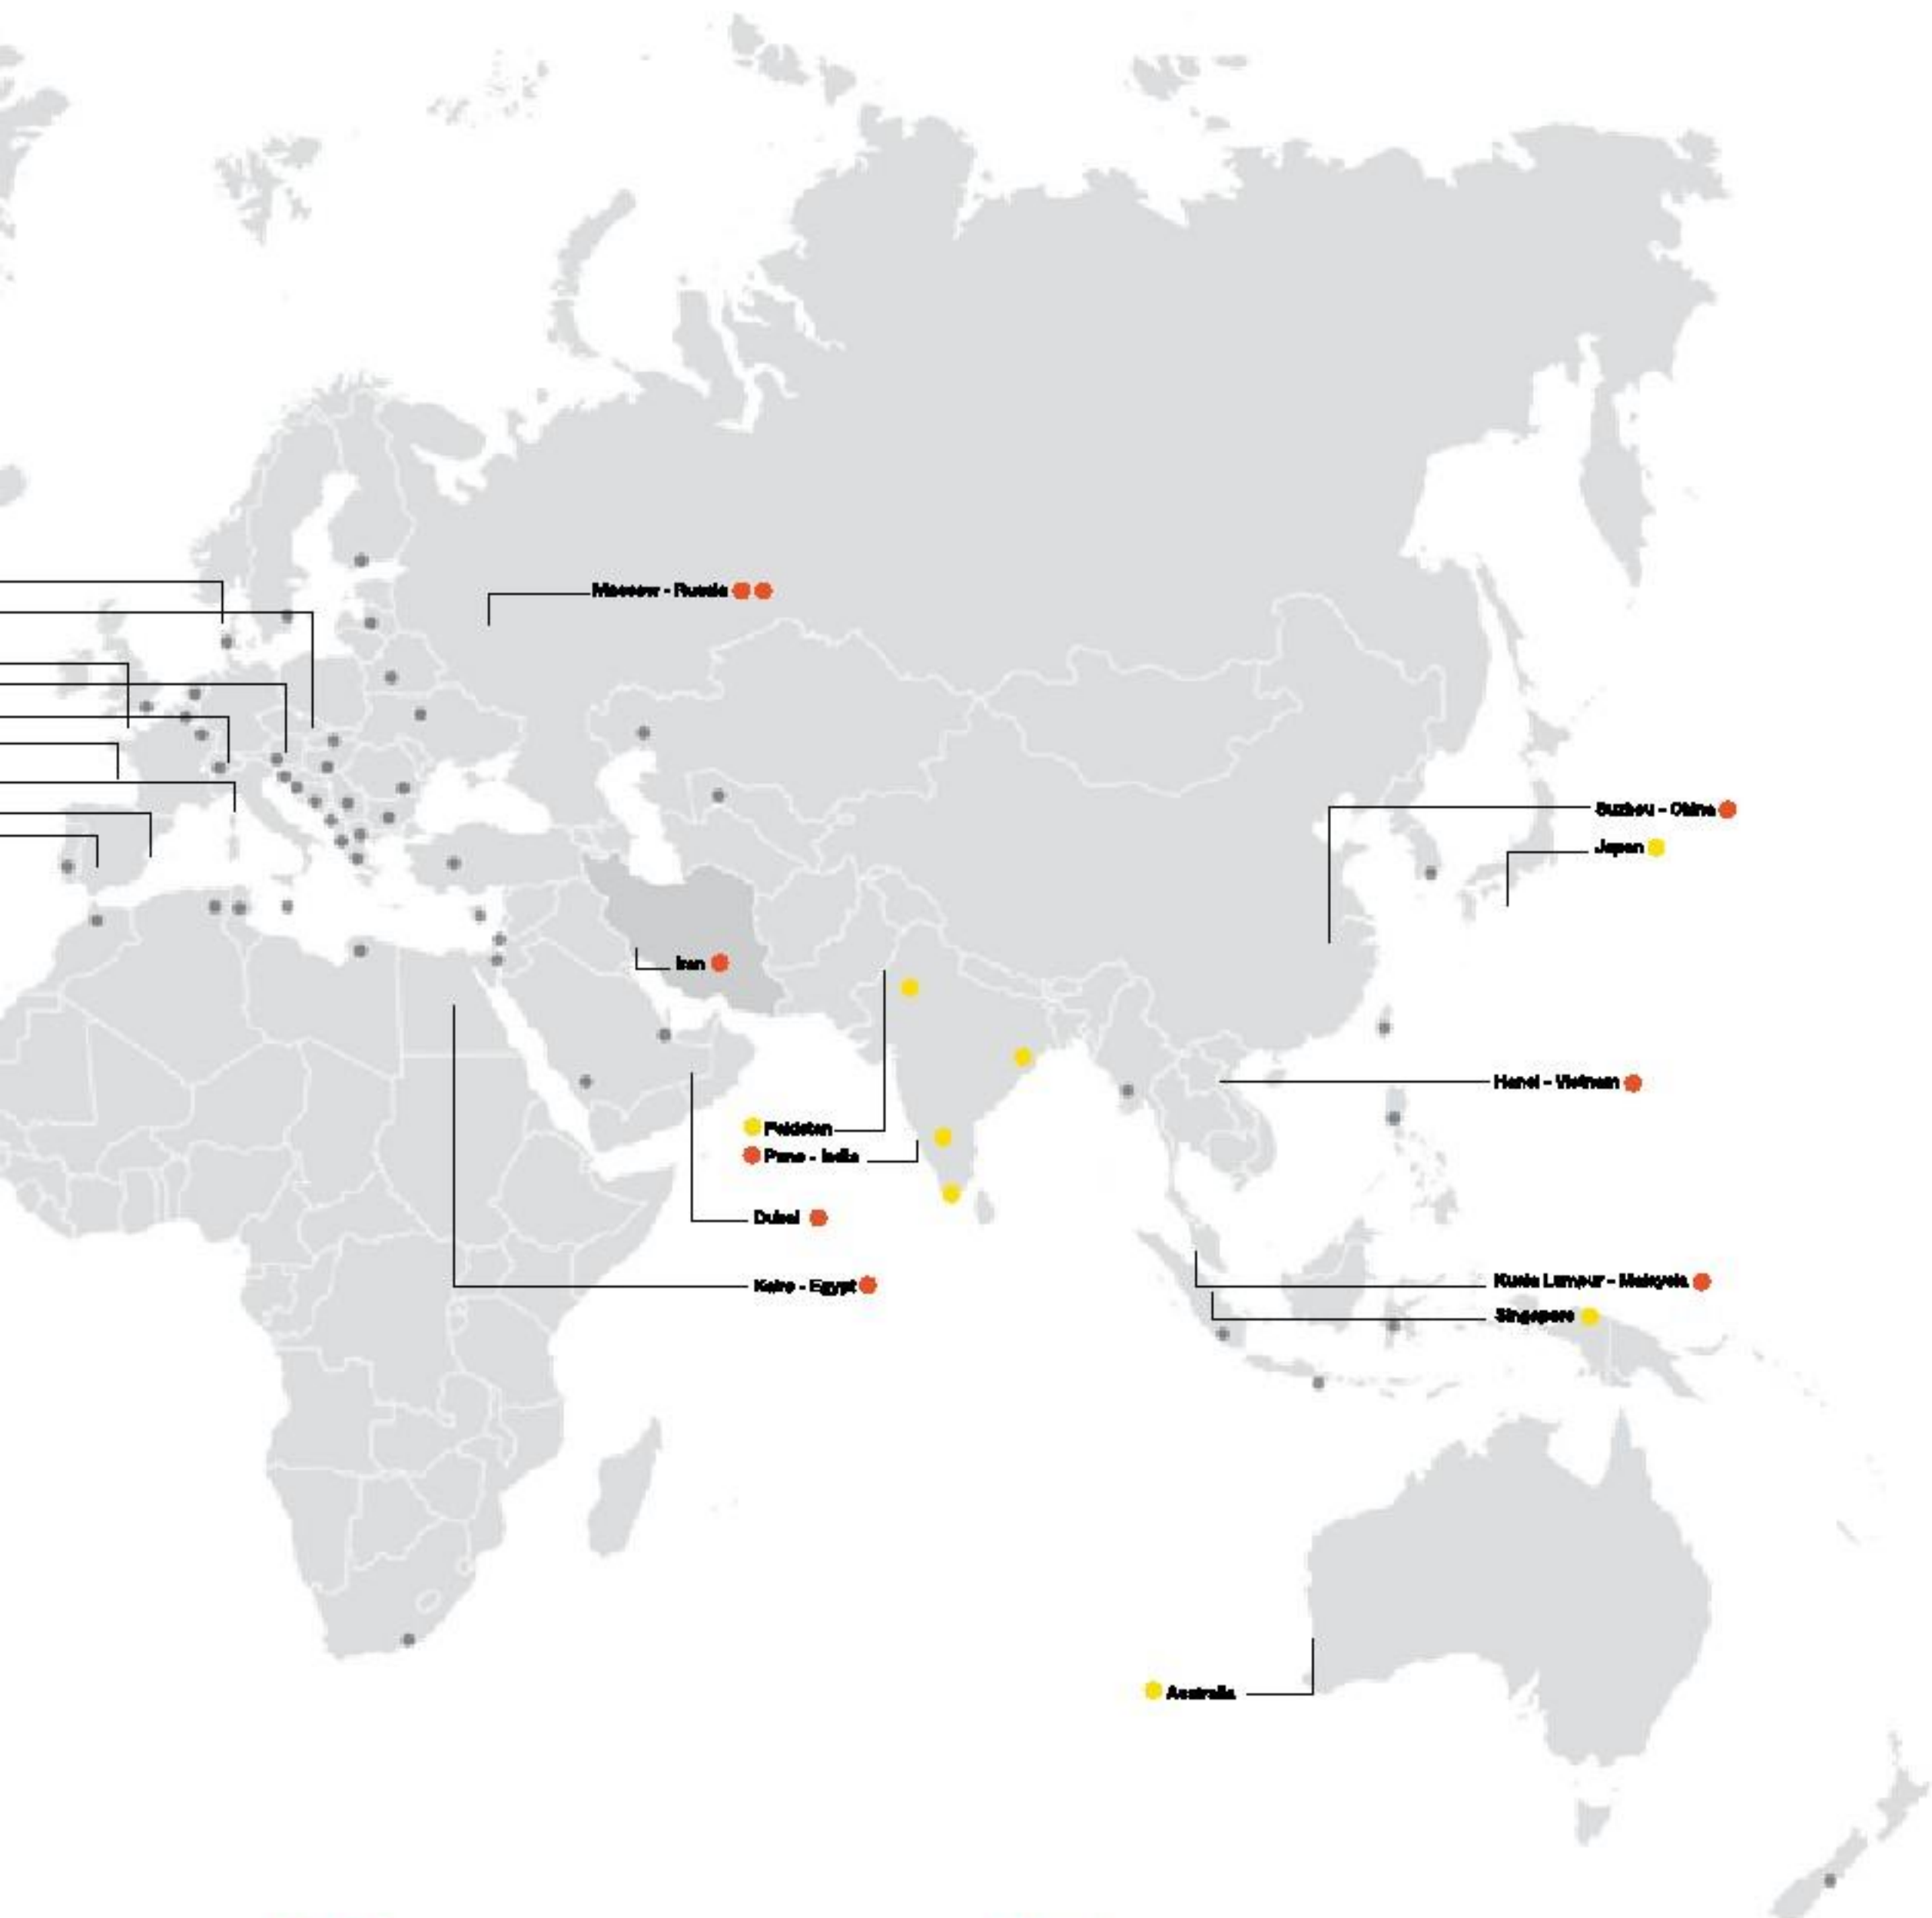 Moscow - Russia
Suzhou - China
Japan
Iran
Hanoi - Vietnam
Pakistan
Pune - India
Dubai
Kairo - Egypt
Kuala Lumpur - Malaysia
Singapore
Australia